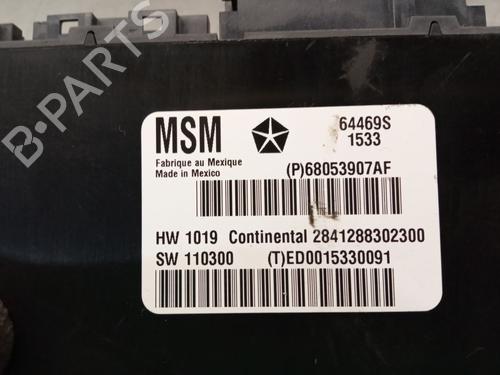 MSM
64469S
1533
Fabrique au Mexique
Made in Mexico
(P)68053907AF
HW 1019 Continental 2841288302300
SW 110300 (T)ED0015330091
B-PARTS